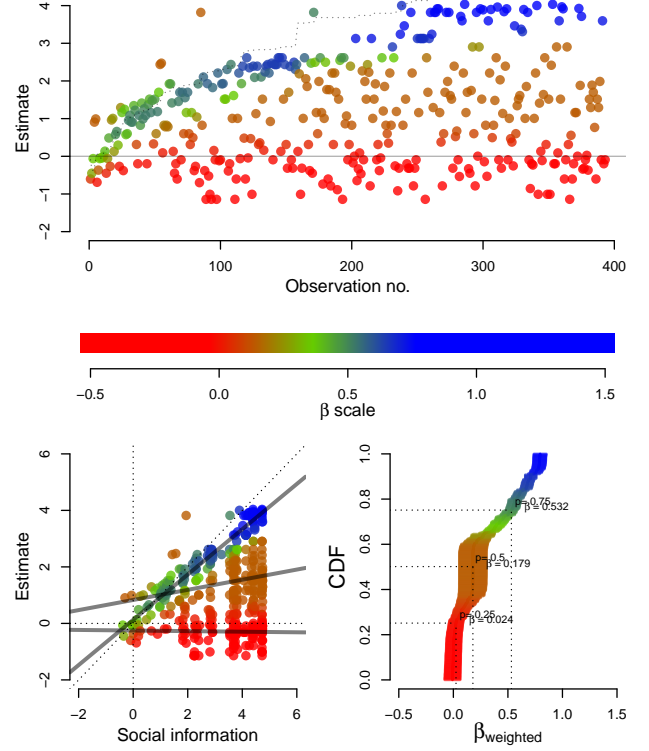 4
3
2
1
0
−1
−2
Estimate
0
100
200
300
400
Observation no.
−0.5
0.0
0.5
1.0
1.5
β scale
6
4
2
0
−2
Estimate
−2
0
2
4
6
Social information
1.0
0.8
0.6
0.4
0.2
0.0
CDF
p= 0.75
β = 0.532
p= 0.5
β = 0.179
p= 0.25
β = 0.024
−0.5
0.0
0.5
1.0
1.5
βweighted